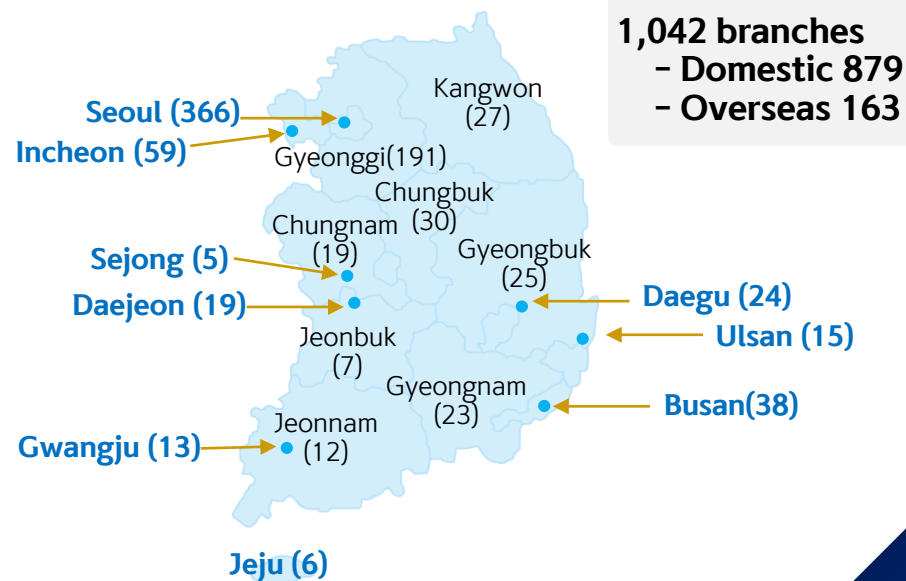 1,042 branches
– Domestic 879
– Overseas 163
Kangwon
(27)
Seoul (366)
Incheon (59)
Gyeonggi(191)
Chungbuk
(30)
Chungnam
(19)
Gyeongbuk
(25)
Sejong (5)
Daejeon (19)
Daegu (24)
Ulsan (15)
Jeonbuk
(7)
Gyeongnam
(23)
Busan(38)
Jeonnam
(12)
Gwangju (13)
Jeju (6)